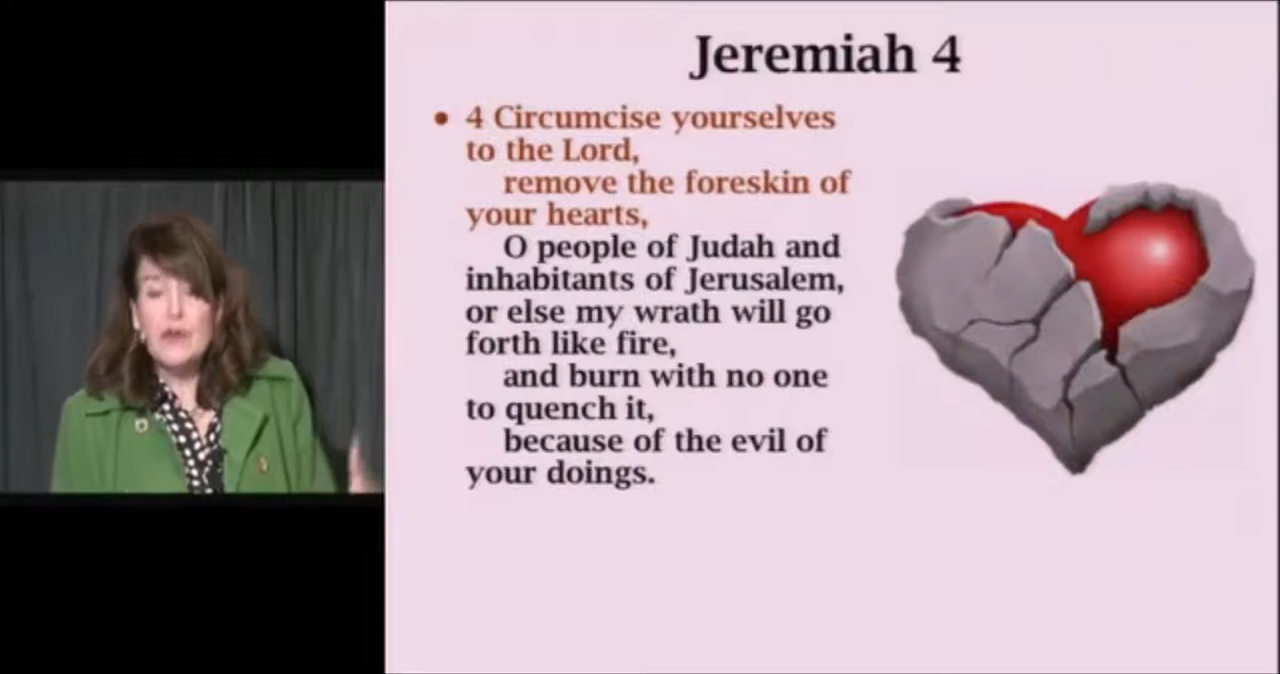 Jeremiah 4
• 4 Circumcise yourselves
to the Lord,
remove the foreskin of
your hearts,
O people of Judah and
inhabitants of Jerusalem,
or else my wrath will go
forth like fire,
and burn with no one
to quench it,
because of the evil of
your doings.